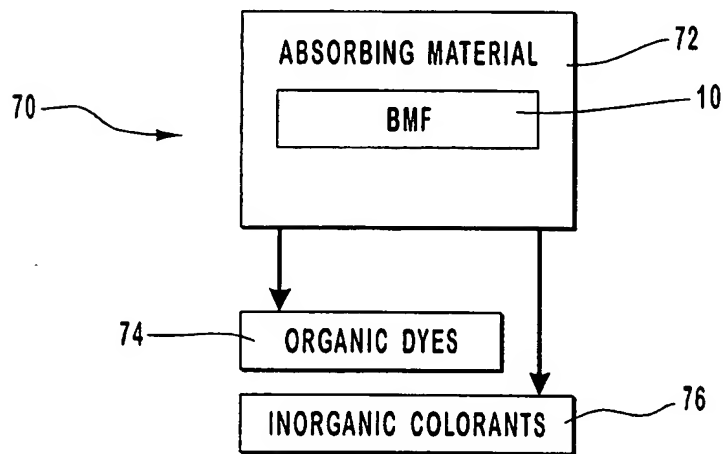 ABSORBING MATERIAL
72
70
BMF
10
74
ORGANIC DYES
76
INORGANIC COLORANTS